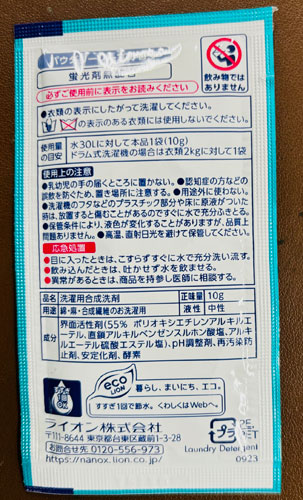 飲み物では
ありません
必ずご使用前に表示をお読みください
●衣類の表示にしたがって洗濯してください。
の表示のある衣類には使用しないでください。
使用量の目安
水30Lに対して本品1袋(10g)
ドラム式洗濯機の場合は衣類2kgに対して1袋
使用上の注意
●乳幼児の手の届くところに置かない。●認知症の方などの
誤飲を防ぐため、置き場所に注意する。●用途外に使わない。
●洗濯機のフタなどのプラスチック部分や床に原液がついた
時は、放置すると傷むことがあるのですぐに水で充分ふきとる。
●保管条件により、液色が変化することがありますが、品質上
問題ありません。●高温、直射日光を避けて保管してください。
応急処置
●目に入ったときは、こすらずすぐに水で充分洗い流す。
●飲み込んだときは、吐かせず水を飲ませる。
●異常があるときは、商品を持参し医師に相談する。
品名 洗濯用合成洗剤 正味量 10g
用途 綿・麻・合成繊維のお洗濯用 液性 中性
成分
界面活性剤(55% ポリオキシエチレンアルキルエ
ーテル、直鎖アルキルベンゼンスルホン酸塩、アルキル
エーテル硫酸エステル塩)、pH調整剤、再汚染防
止剤、安定化剤、酵素
eco
LION
暮らし、まいにち、エコ。
すすぎ1回で節水。くわしくはWebへ。
ライオン株式会社
〒111-8644 東京都台東区蔵前1-3-28
お問合せ先 0120-556-973
https://nanox.lion.co.jp/
プラ
Laundry Detergent
0923